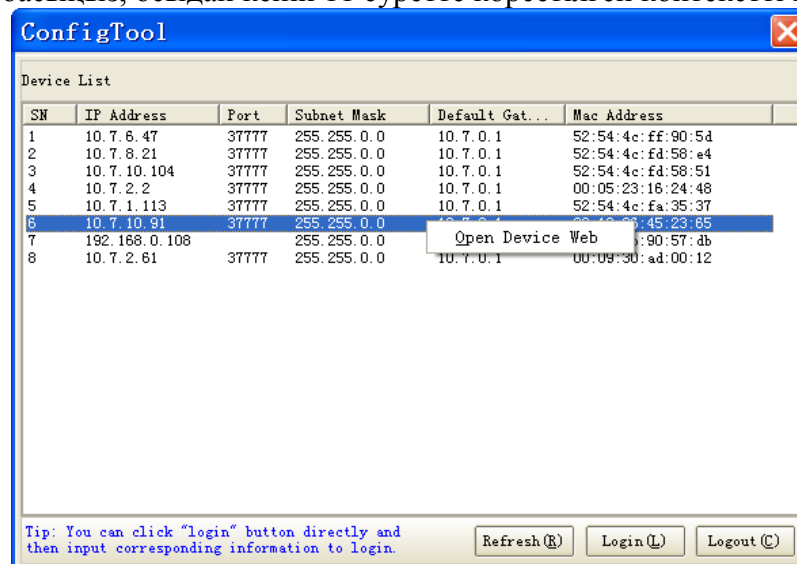 ConfigTool
Device List
SN IP Address Port Subnet Mask Default Gat... Mac Address
1 10.7.6.47 37777 255.255.0.0 10.7.0.1 52:54:4c:ff:90:5d
2 10.7.8.21 37777 255.255.0.0 10.7.0.1 52:54:4c:fd:58:e4
3 10.7.10.104 37777 255.255.0.0 10.7.0.1 52:54:4c:fd:58:51
4 10.7.2.2 37777 255.255.0.0 10.7.0.1 00:05:23:16:24:48
5 10.7.1.113 37777 255.255.0.0 10.7.0.1 52:54:4c:fa:35:37
6 10.7.10.91 37777 255.255.0.0 :45:23:65
Open Device Web
7 192.168.0.108 255.255.0.0 :90:57:db
8 10.7.2.61 37777 255.255.0.0 10.7.0.1 00:09:30:ad:00:12
Tip: You can click "login" button directly and
then input corresponding information to login.
Refresh(R) Login(L) Logout(C)